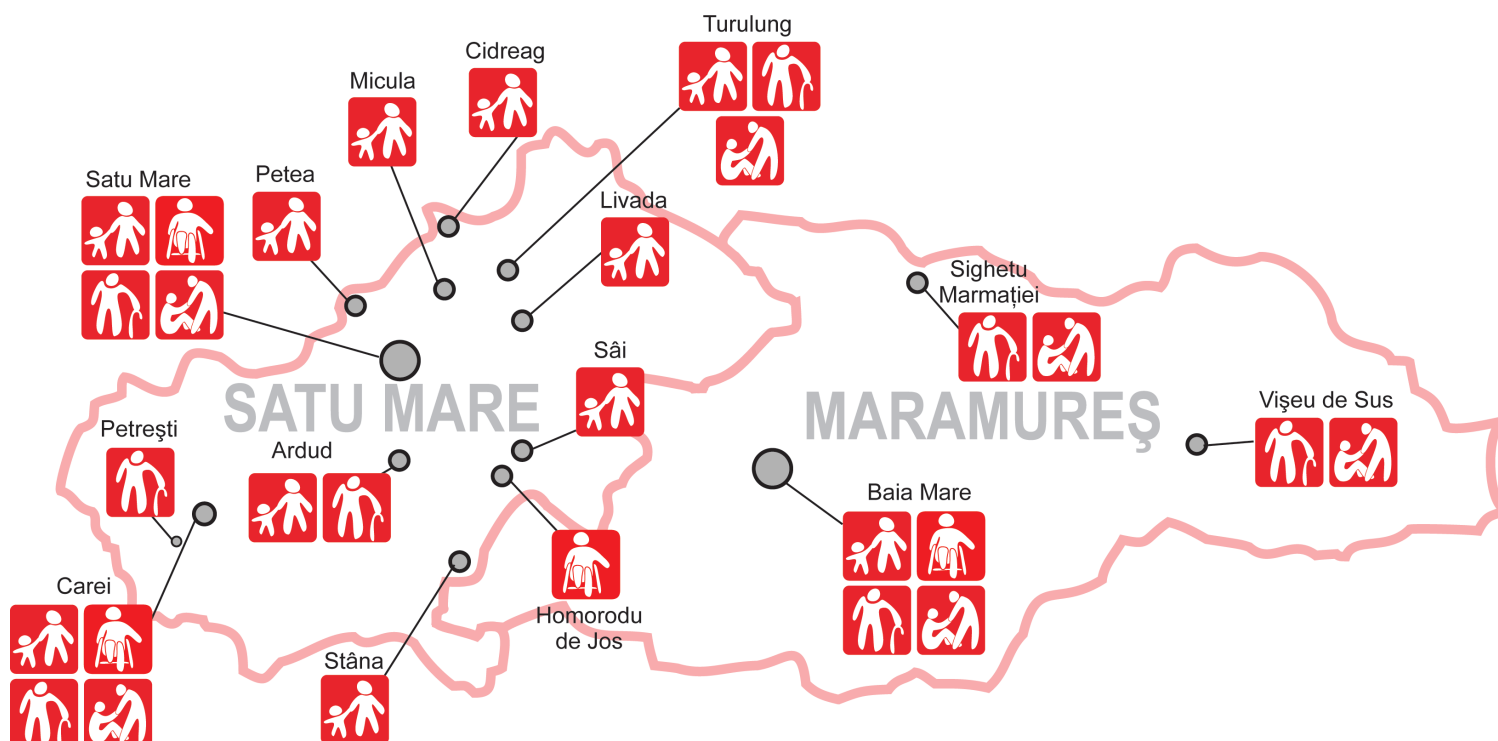 Turulung
Cidreag
Micula
Petea
Satu Mare
Livada
Sighetu
Marmației
Sâi
SATU MARE
MARAMUREŞ
Vişeu de Sus
Petreşti
Ardud
Baia Mare
Carei
Homorodu
de Jos
Stâna